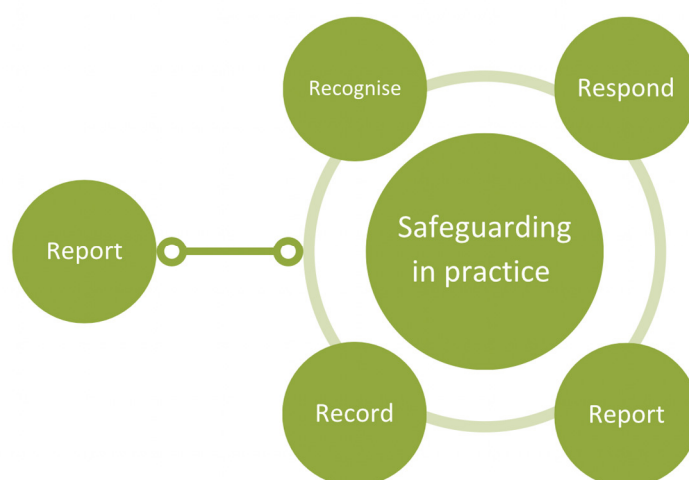 Recognise
Respond
Report
Safeguarding
in practice
Record
Report